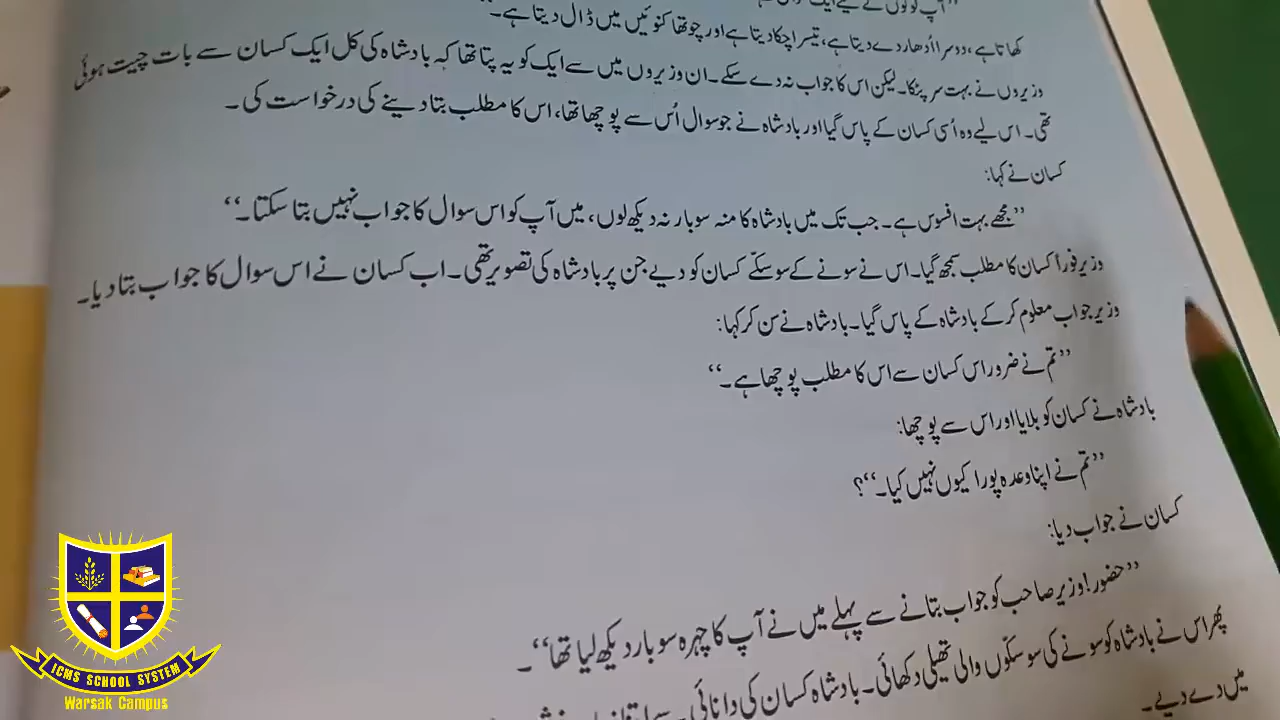 "آپ لوگوں کے لیے ایک
کھاتا ہے، دوسرا اُدھار دے دیتا ہے، تیسرا چکا دیتا ہے اور چوتھا کنوئیں میں ڈال دیتا ہے۔"
وزیروں نے بہت سر پٹکا۔ لیکن اس کا جواب نہ دے سکے۔ ان وزیروں میں سے ایک کو یہ پتا تھا کہ بادشاہ کی کل ایک کسان سے بات چیت ہوئی
تھی۔ اس لیے وہ اُسی کسان کے پاس گیا اور بادشاہ نے جو سوال اُس سے پوچھا تھا، اس کا مطلب بتا دینے کی درخواست کی۔
کسان نے کہا:
"مجھے بہت افسوس ہے۔ جب تک میں بادشاہ کا منہ سو بار نہ دیکھ لوں، میں آپ کو اس سوال کا جواب نہیں بتا سکتا۔"
وزیر فوراً کسان کا مطلب سمجھ گیا۔ اس نے سونے کے سو سکّے کسان کو دیے جن پر بادشاہ کی تصویر تھی۔ اب کسان نے اس سوال کا جواب بتا دیا۔
وزیر جواب معلوم کر کے بادشاہ کے پاس گیا۔ بادشاہ نے سن کر کہا:
"تم نے ضرور اس کسان سے اس کا مطلب پوچھا ہے۔"
بادشاہ نے کسان کو بلایا اور اس سے پوچھا:
"تم نے اپنا وعدہ پورا کیوں نہیں کیا۔"؟
کسان نے جواب دیا:
"حضور! وزیر صاحب کو جواب بتانے سے پہلے میں نے آپ کا چہرہ سو بار دیکھ لیا تھا"۔
پھر اس نے بادشاہ کو سونے کی سو سکّوں والی تھیلی دکھائی۔ بادشاہ کسان کی دانائی سے
میں دے دیے۔
ICMS SCHOOL SYSTEM
Warsak Campus